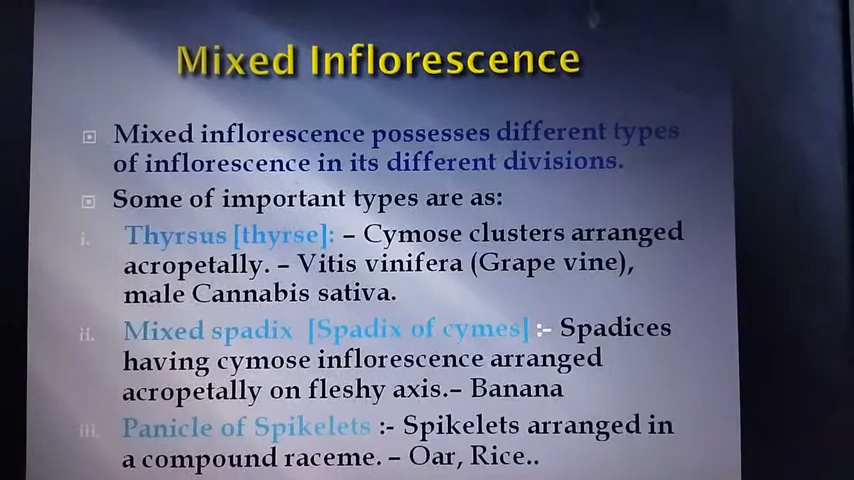 Mixed Inflorescence
Mixed inflorescence possesses different types
of inflorescence in its different divisions.
Some of important types are as:
i. Thyrsus [thyrse]: – Cymose clusters arranged
acropetally. – Vitis vinifera (Grape vine),
male Cannabis sativa.
ii. Mixed spadix [Spadix of cymes] :- Spadices
having cymose inflorescence arranged
acropetally on fleshy axis.– Banana
iii. Panicle of Spikelets :- Spikelets arranged in
a compound raceme. – Oar, Rice..